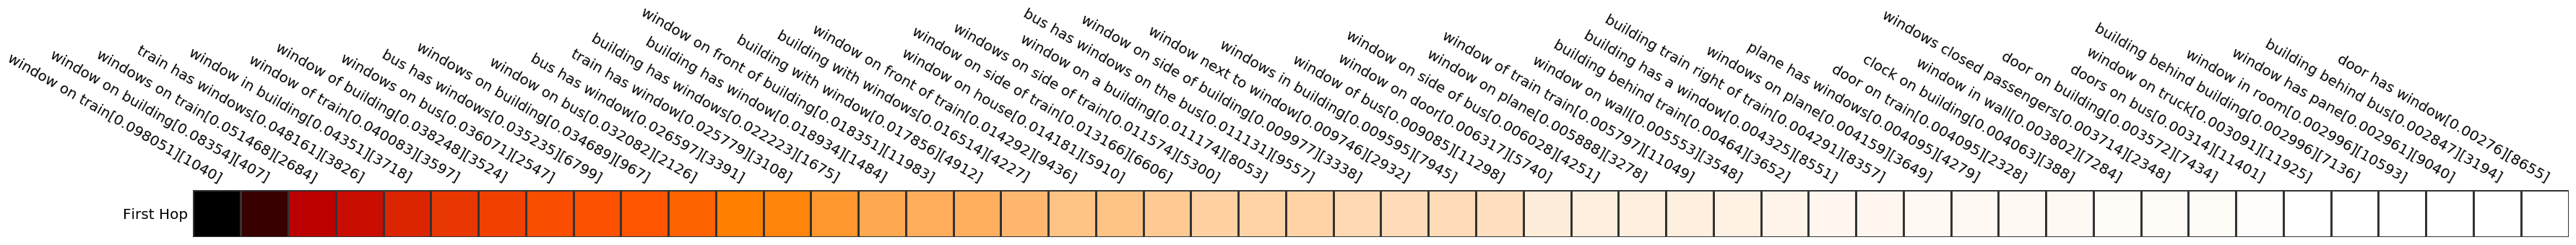 window on train[0.098051][1040]
window on building[0.08354][407]
windows on train[0.051468][2684]
train has windows[0.048161][3826]
window in building[0.04351][3718]
window of train[0.040083][3597]
window of building[0.038248][3524]
windows on bus[0.036071][2547]
bus has windows[0.035235][6799]
windows on building[0.034689][967]
window on bus[0.032082][2126]
bus has window[0.026597][3391]
train has window[0.025779][3108]
building has windows[0.02223][1675]
building has window[0.018934][1484]
window on front of building[0.018351][1983]
building with window[0.017856][4912]
building with windows[0.016514][4227]
window on front of train[0.014292][9436]
window on house[0.014181][5910]
window on side of train[0.013166][6606]
windows on side of train[0.011574][5300]
window on a building[0.011174][8053]
bus has windows on the bus[0.01131][9557]
window on side of building[0.009977][3338]
window next to window[0.009746][2932]
windows in building[0.009595][7945]
window of bus[0.009085][11298]
window on door[0.006317][5740]
window on side of bus[0.006028][4251]
window on plane[0.005888][3278]
window of train train[0.005797][11049]
window on wall[0.005553][3548]
building behind train[0.004464][3652]
building has a window[0.004325][8551]
building train right of train[0.004291][8357]
windows on plane[0.004159][3649]
plane has windows[0.004095][4279]
door on train[0.004095][2328]
clock on building[0.004063][388]
window in wall[0.003802][7284]
windows closed passengers[0.003714][2348]
door on building[0.003572][7434]
doors on bus[0.00314][11401]
window on truck[0.003091][11925]
building behind building[0.002996][7136]
window in room[0.002996][10593]
window has pane[0.002961][9040]
building behind bus[0.002847][3194]
door has window[0.00276][8655]
First Hop